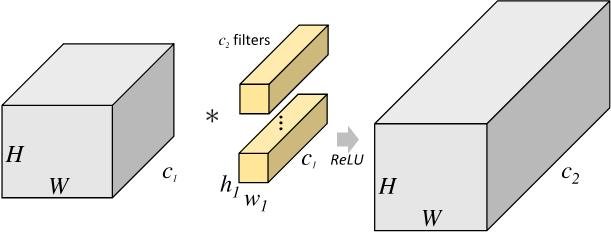 c₂ filters
H
W
c₁
*
h₁
w₁
c₁
ReLU
H
W
c₂